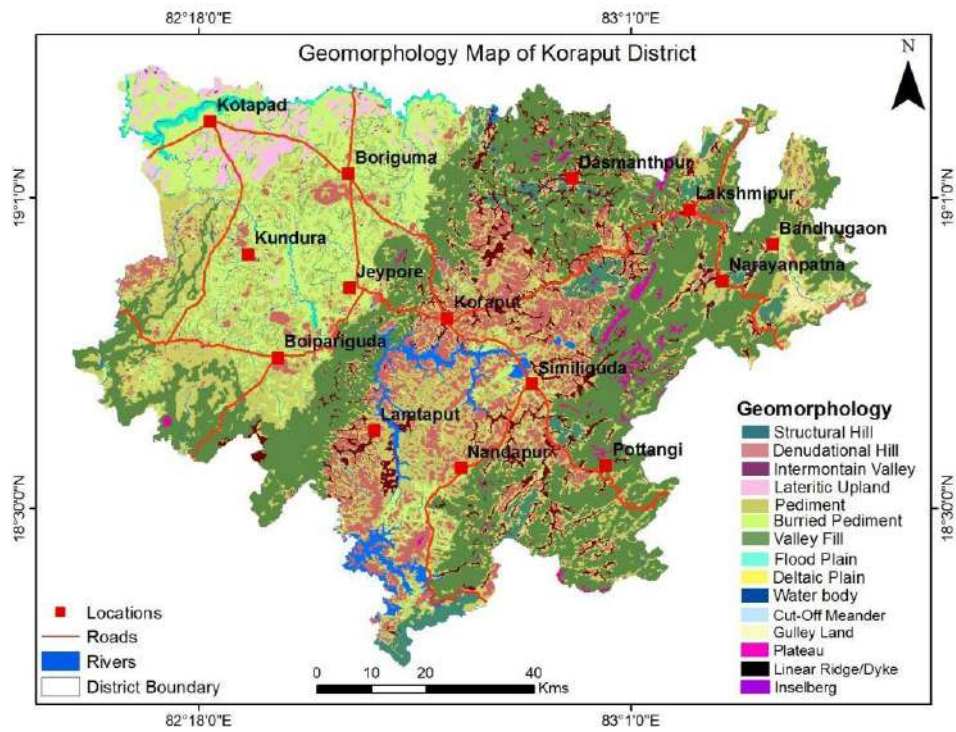 82°18'0"E
83°1'0"E
Geomorphology Map of Koraput District
N
Kotapad
Boriguma
Dasmanthpur
19°1'0"N
19°1'0"N
Lakshmipur
Kundura
Bandhugaon
Jeypore
Narayanpatna
Koraput
Boipariguda
Similiguda
Lamtaput
Nandapur
Pottangi
18°30'0"N
18°30'0"N
Geomorphology
Structural Hill
Denudational Hill
Intermontain Valley
Lateritic Upland
Pediment
Burried Pediment
Valley Fill
Flood Plain
Deltaic Plain
Water body
Cut-Off Meander
Gulley Land
Plateau
Linear Ridge/Dyke
Inselberg
Locations
Roads
Rivers
District Boundary
0 10 20 40
Kms
82°18'0"E
83°1'0"E